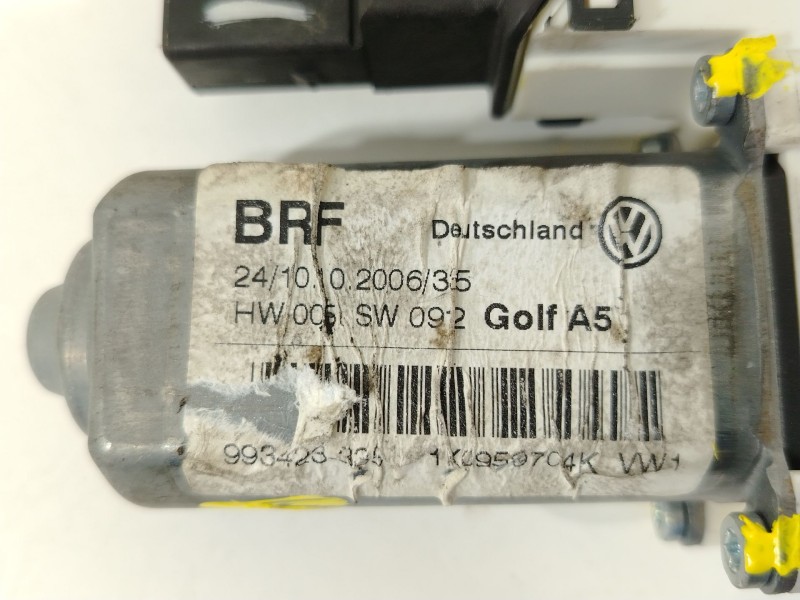 BRF Deutschland
24/10.10.2006/35
HW 005 SW 092 Golf A5
1K0959704K VW1